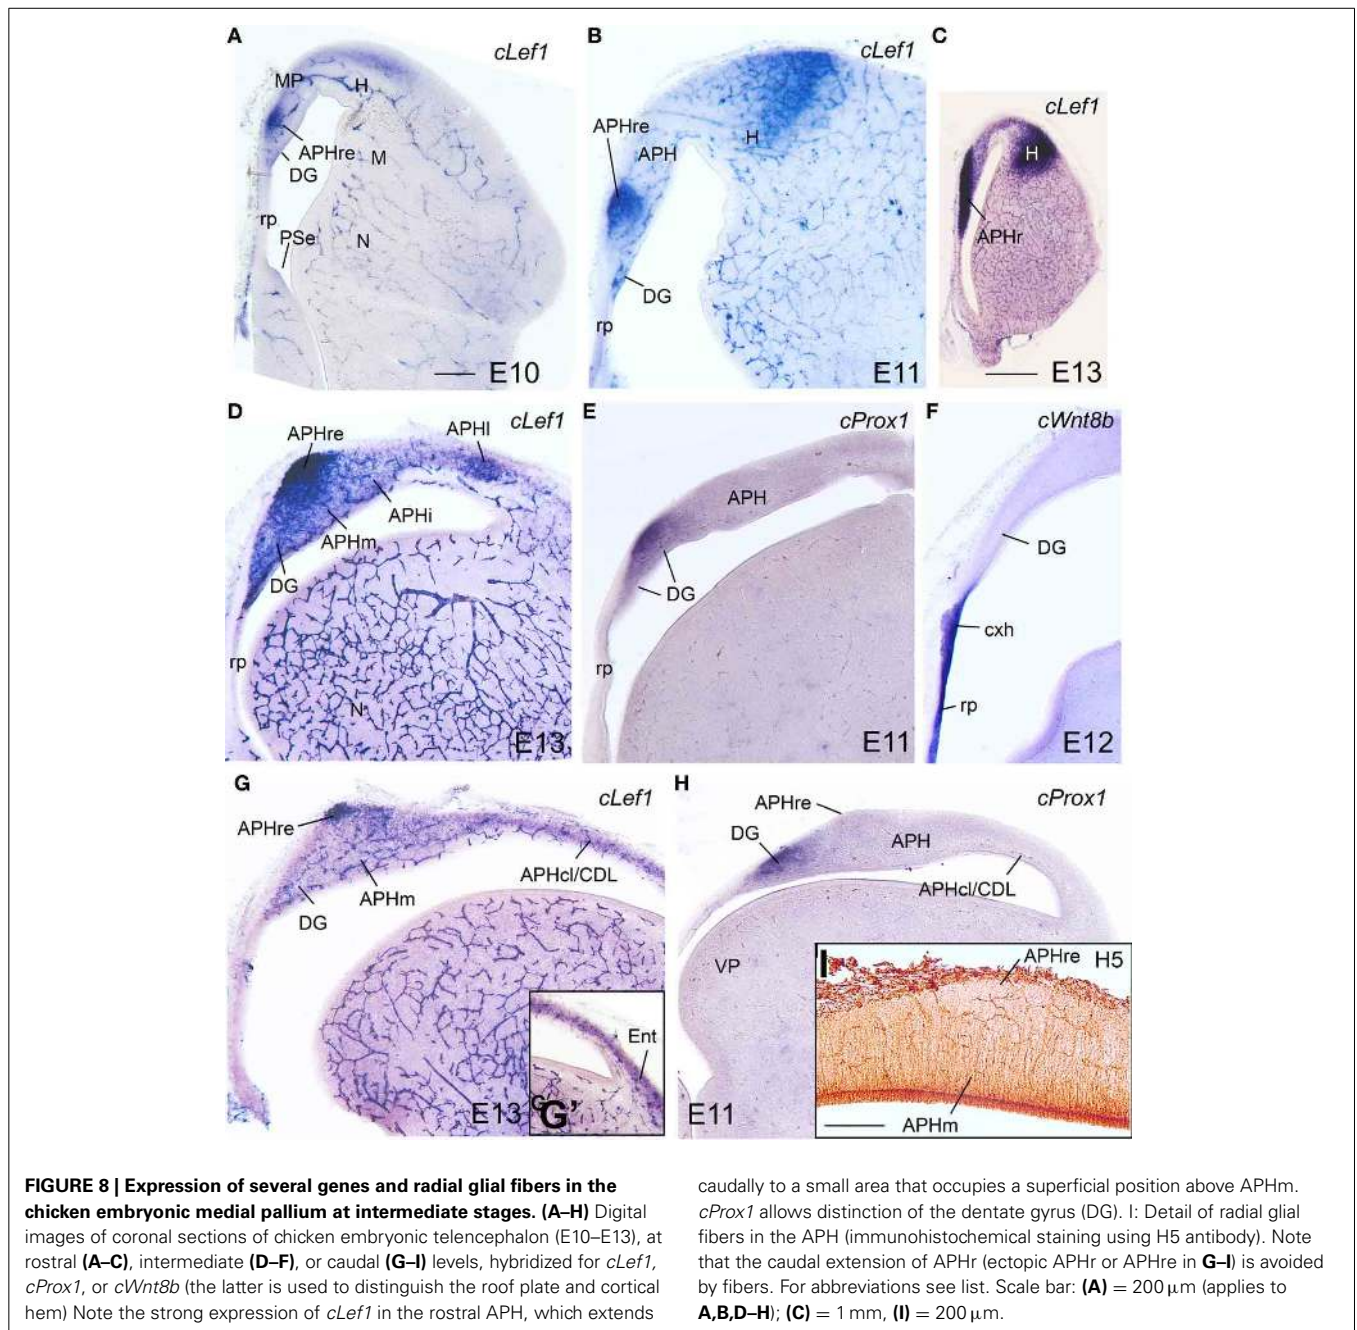 A
cLef1
MP
H
APHre
DG
M
rp
PSe
N
E10
B
cLef1
APHre
APH
H
DG
rp
E11
C
cLef1
H
APHr
E13
D
cLef1
APHre
APHl
APHi
APHm
DG
rp
N
E13
E
cProx1
APH
DG
rp
E11
F
cWnt8b
DG
cxh
rp
E12
G
cLef1
APHre
APHcl/CDL
APHm
DG
E13
G
G’
Ent
H
cProx1
APHre
DG
APH
APHcl/CDL
VP
E11
I
APHre
H5
APHm
FIGURE 8 | Expression of several genes and radial glial fibers in the
chicken embryonic medial pallium at intermediate stages. (A–H) Digital
images of coronal sections of chicken embryonic telencephalon (E10–E13), at
rostral (A–C), intermediate (D–F), or caudal (G–I) levels, hybridized for cLef1,
cProx1, or cWnt8b (the latter is used to distinguish the roof plate and cortical
hem) Note the strong expression of cLef1 in the rostral APH, which extends
caudally to a small area that occupies a superficial position above APHm.
cProx1 allows distinction of the dentate gyrus (DG). I: Detail of radial glial
fibers in the APH (immunohistochemical staining using H5 antibody). Note
that the caudal extension of APHr (ectopic APHr or APHre in G–I) is avoided
by fibers. For abbreviations see list. Scale bar: (A) = 200 μm (applies to
A,B,D–H); (C) = 1 mm, (I) = 200 μm.